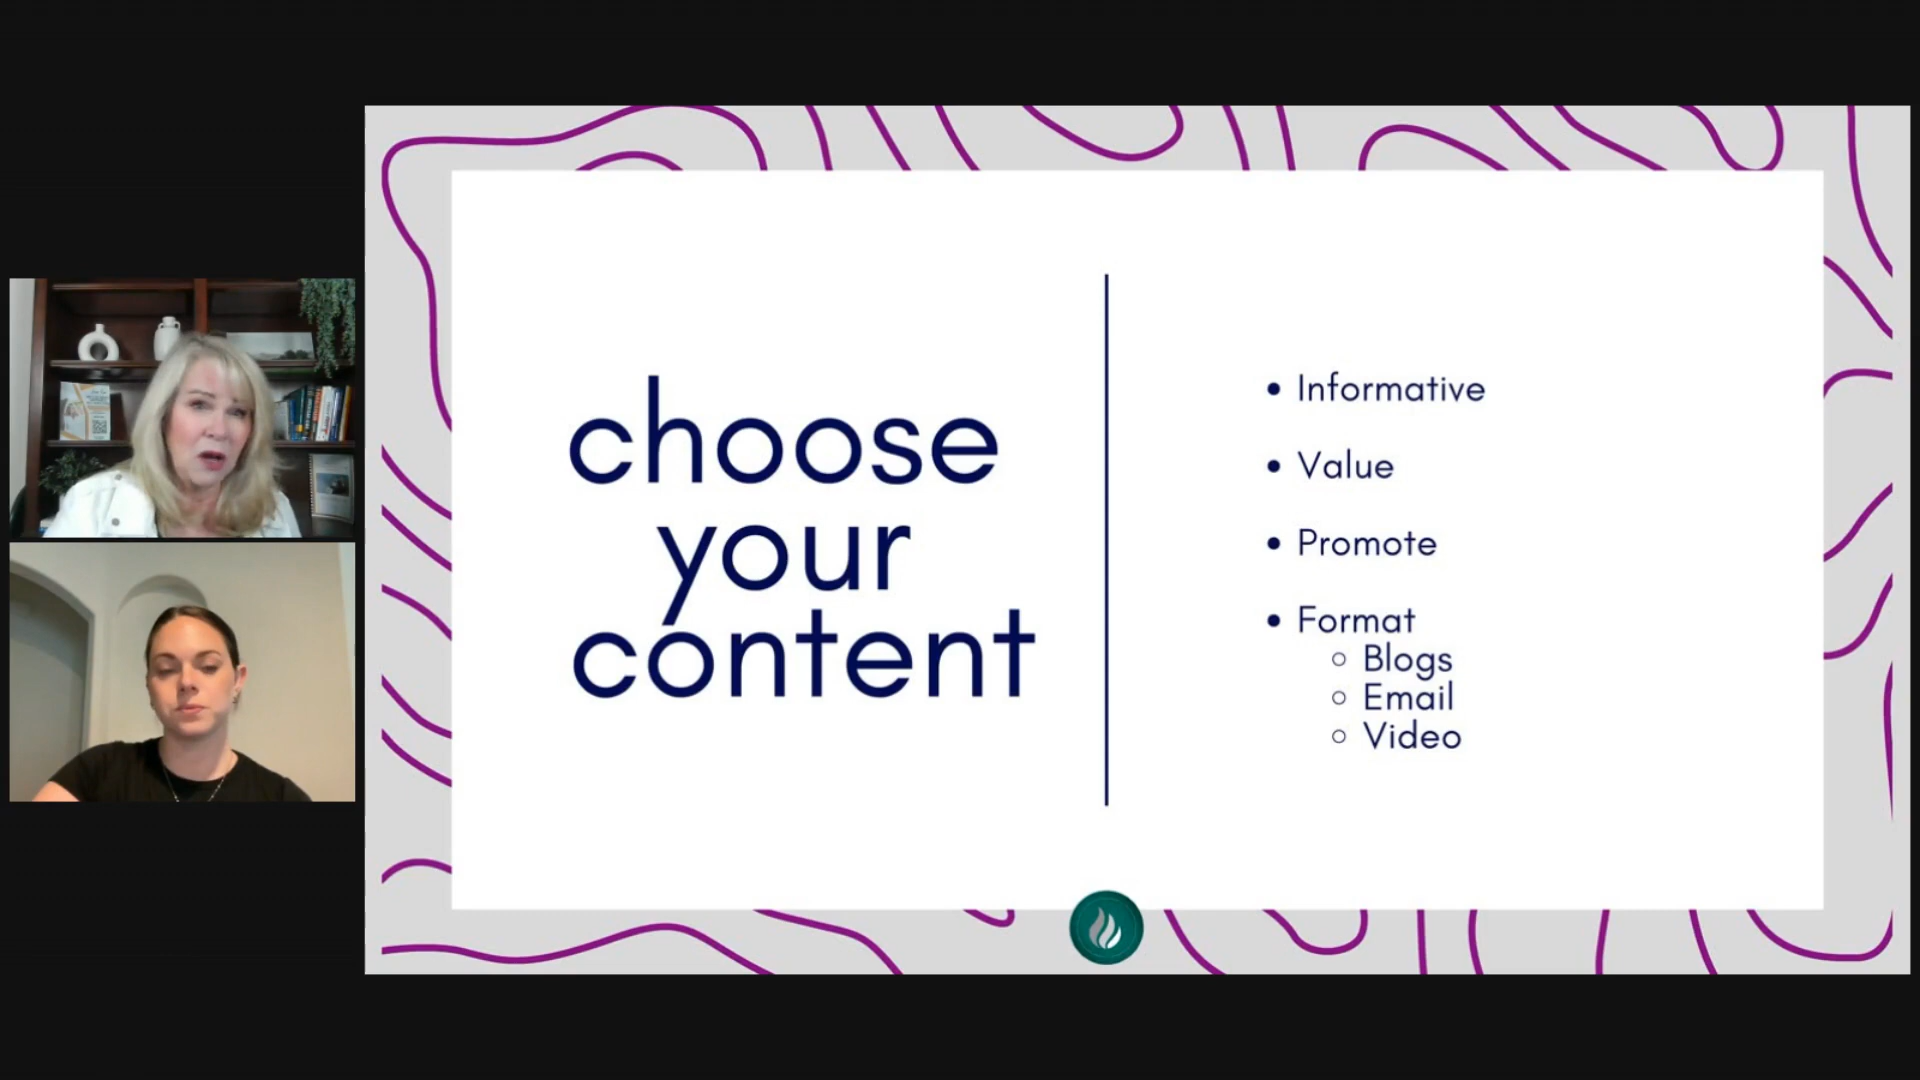 choose
your
content
• Informative
• Value
• Promote
• Format
○ Blogs
○ Email
○ Video